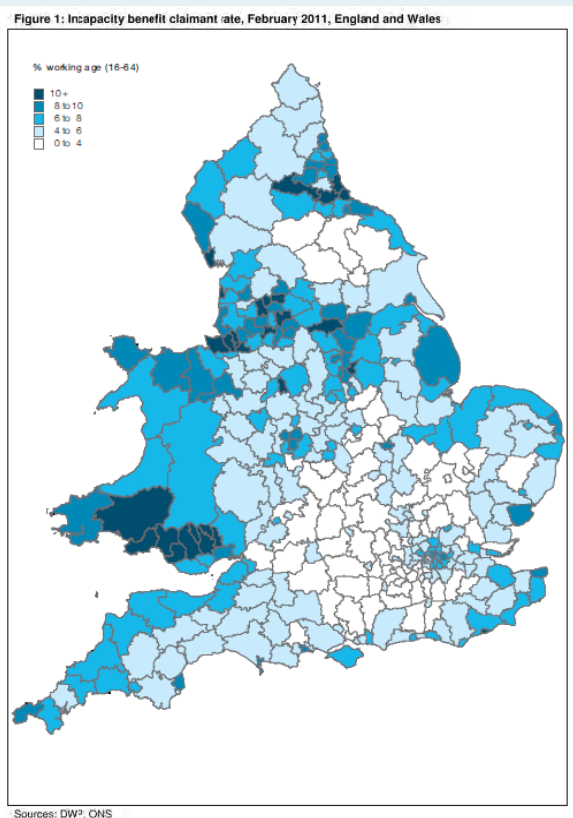 Figure 1: Incapacity benefit claimant rate, February 2011, England and Wales
% working age (16-64)
10+
8 to 10
6 to 8
4 to 6
0 to 4
Sources: DWP, ONS